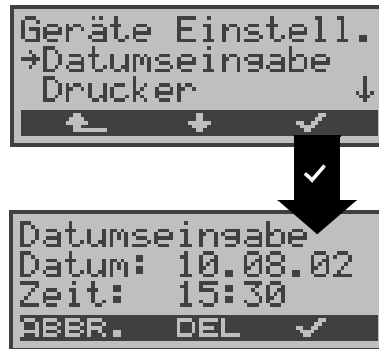 Geräte Einstell.
→Datumseingabe
Drucker ↓
✓
Datumseingabe
Datum: 10.08.02
Zeit: 15:30
ABBR. DEL ✓